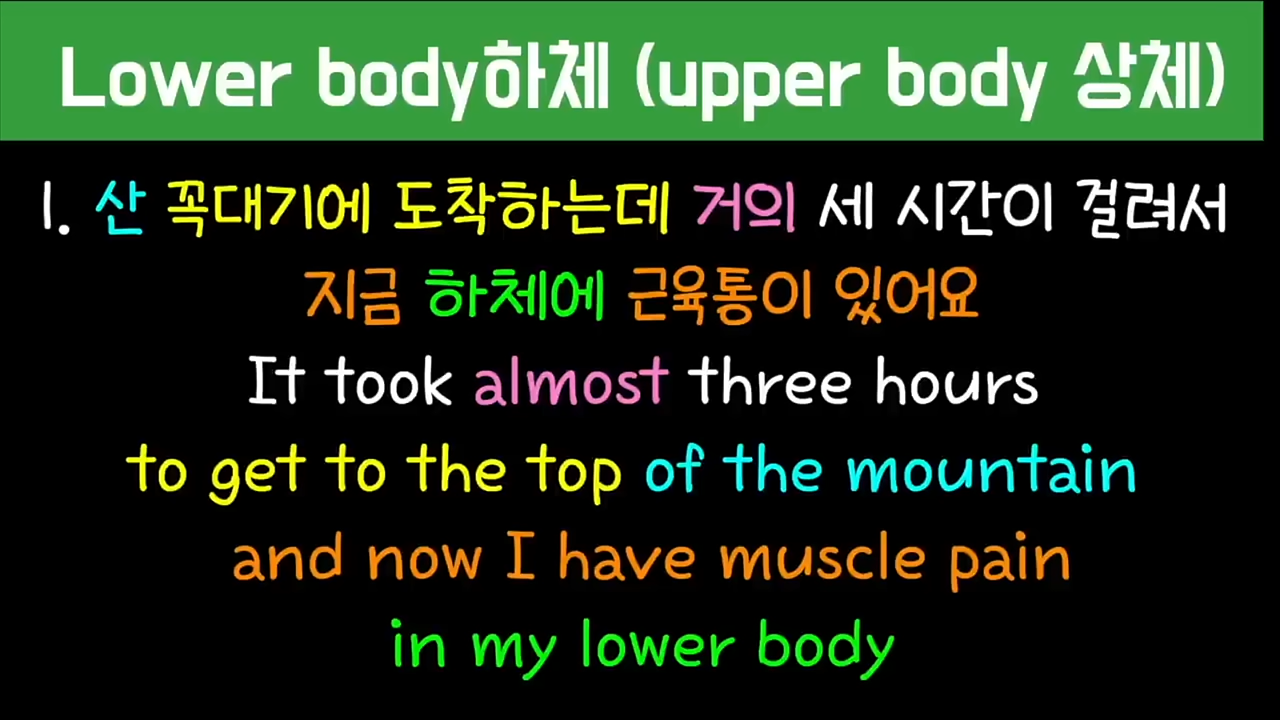 Lower body하체 (upper body 상체)
1. 산 꼭대기에 도착하는데 거의 세 시간이 걸려서
지금 하체에 근육통이 있어요
It took almost three hours
to get to the top of the mountain
and now I have muscle pain
in my lower body